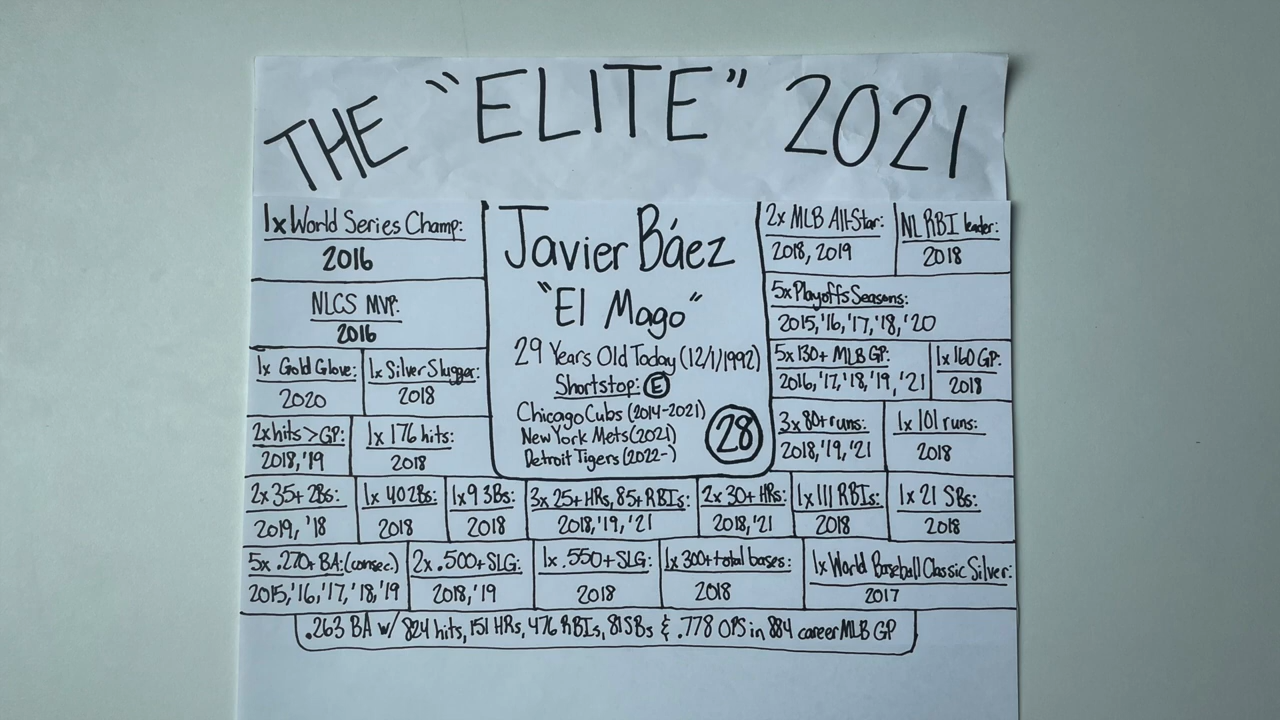 THE "ELITE" 2021
1x World Series Champ:
2016
NLCS MVP:
2016
1x Gold Glove:
2020
1x Silver Slugger:
2018
2x hits > GP:
2018, '19
1x 176 hits:
2018
Javier Báez
"El Mago"
29 Years Old Today (12/1/1992)
Shortstop: E
Chicago Cubs (2014-2021)
New York Mets (2021)
Detroit Tigers (2022-)
28
2x MLB All-Star:
2018, 2019
NL RBI leader:
2018
5x Playoffs Seasons:
2015, '16, '17, '18, '20
5x 130+ MLB GP:
2016, '17, '18, '19, '21
1x 160 GP:
2018
3x 80+ runs:
2018, '19, '21
1x 101 runs:
2018
2x 35+ 2Bs:
2019, '18
1x 40 2Bs:
2018
1x 9 3Bs:
2018
3x 25+ HRs, 85+ RBIs:
2018, '19, '21
2x 30+ HRs:
2018, '21
1x 111 RBIs:
2018
1x 21 SBs:
2018
5x .270+ BA: (consec.)
2015, '16, '17, '18, '19
2x .500+ SLG:
2018, '19
1x .550+ SLG:
2018
1x 300+ total bases:
2018
1x World Baseball Classic Silver:
2017
.263 BA w/ 824 hits, 151 HRs, 476 RBIs, 81 SBs & .778 OPS in 884 career MLB GP